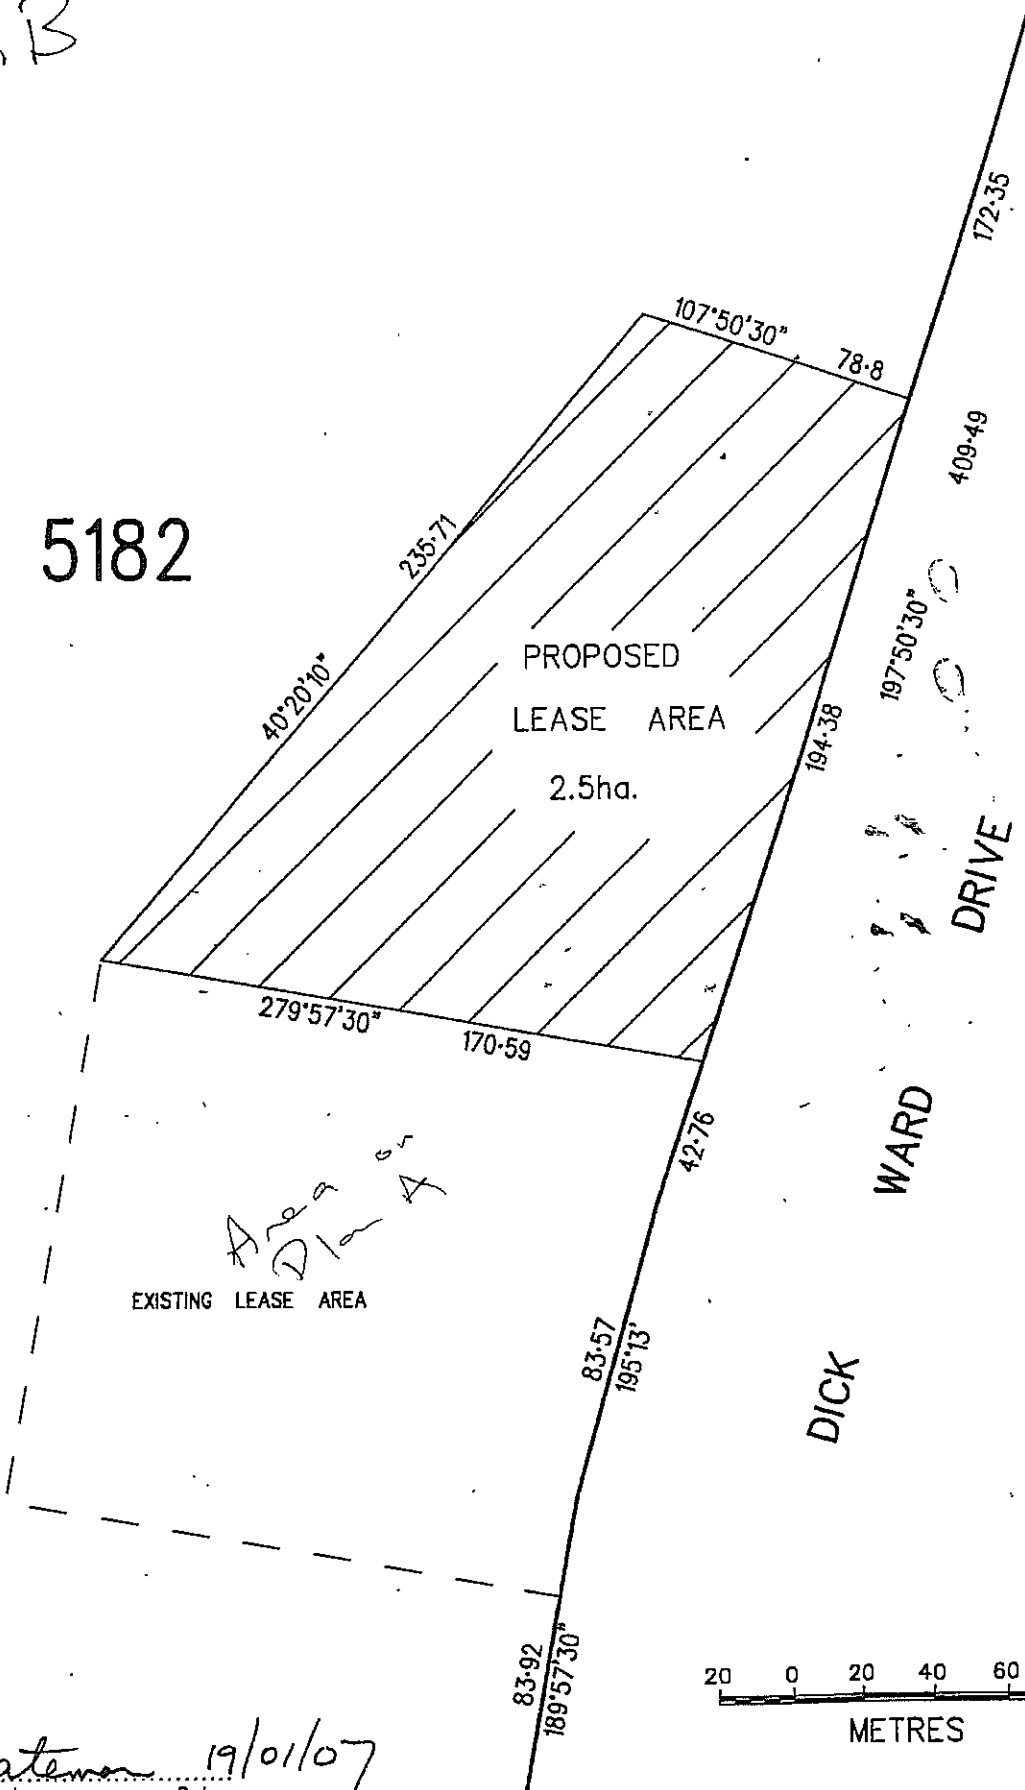 B
172·35
107°50'30"
78·8
409·49
5182
235·71
40°20'10"
197°50'30"
PROPOSED
LEASE AREA
2.5ha.
194·38
DRIVE
279°57'30"
170·59
WARD
42·76
Area on
A
EXISTING LEASE AREA
83·57
195°13'
DICK
83·92
189°57'30"
20 0 20 40 60
METRES
19/01/07